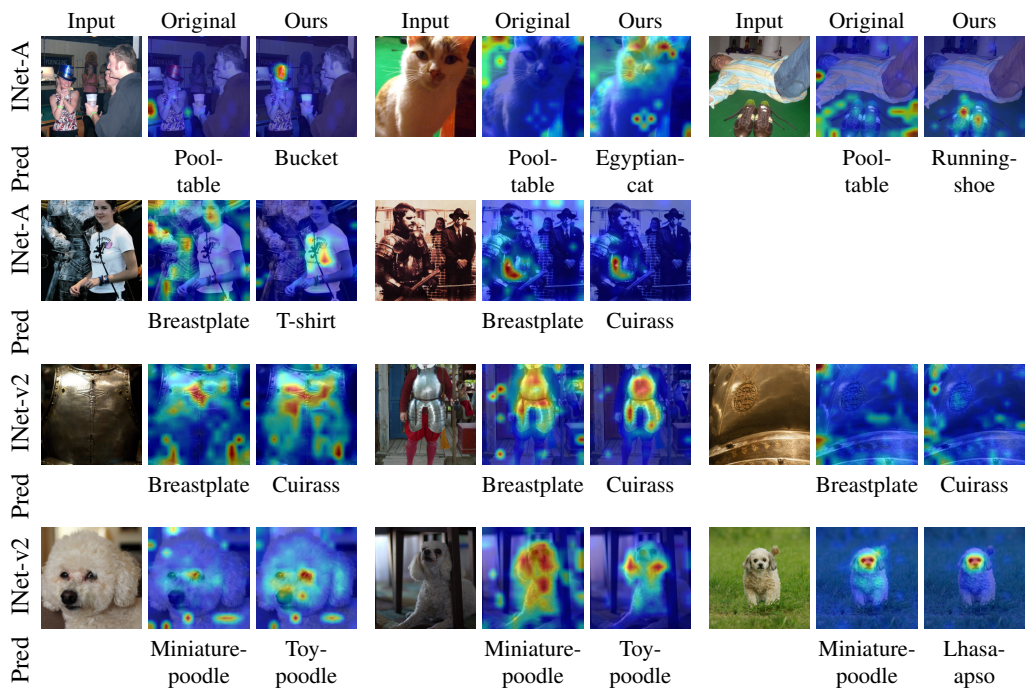 Input Original Ours Input Original Ours Input Original Ours
INet-A
Pred
Pool-
table
Bucket
Pool-
table
Egyptian-
cat
Pool-
table
Running-
shoe
INet-A
Pred
Breastplate T-shirt Breastplate Cuirass
INet-v2
Pred
Breastplate Cuirass Breastplate Cuirass Breastplate Cuirass
INet-v2
Pred
Miniature-
poodle
Toy-
poodle
Miniature-
poodle
Toy-
poodle
Miniature-
poodle
Lhasa-
apso